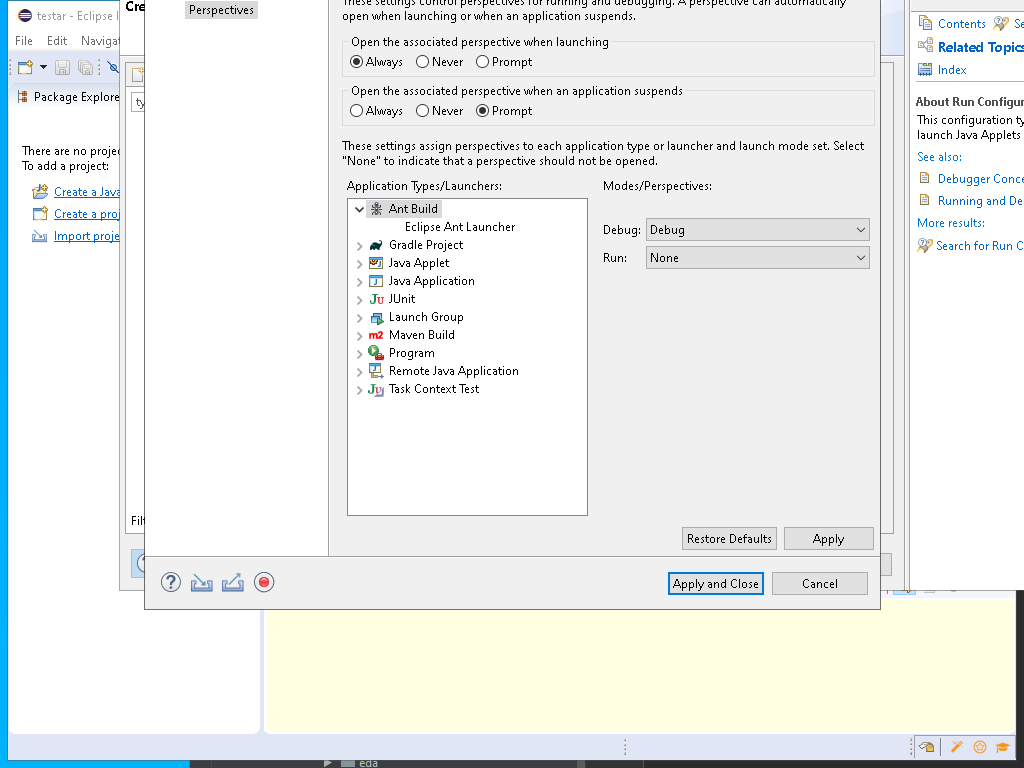 testar - Eclipse
File Edit Navigat
Package Explore
There are no projec
To add a project:
Create a Java
Create a proj
Import proje
Cre
ty
Filt
Perspectives
These settings control perspectives for running and debugging. A perspective can automatically
open when launching or when an application suspends.
Open the associated perspective when launching
Always Never Prompt
Open the associated perspective when an application suspends
Always Never Prompt
These settings assign perspectives to each application type or launcher and launch mode set. Select
"None" to indicate that a perspective should not be opened.
Application Types/Launchers:
Modes/Perspectives:
Ant Build
Eclipse Ant Launcher
Gradle Project
Java Applet
Java Application
JUnit
Launch Group
Maven Build
Program
Remote Java Application
Task Context Test
Debug: Debug
Run: None
Restore Defaults Apply
Apply and Close Cancel
Contents Se
Related Topics
Index
About Run Configur
This configuration ty
launch Java Applets
See also:
Debugger Conce
Running and De
More results:
Search for Run C
eda